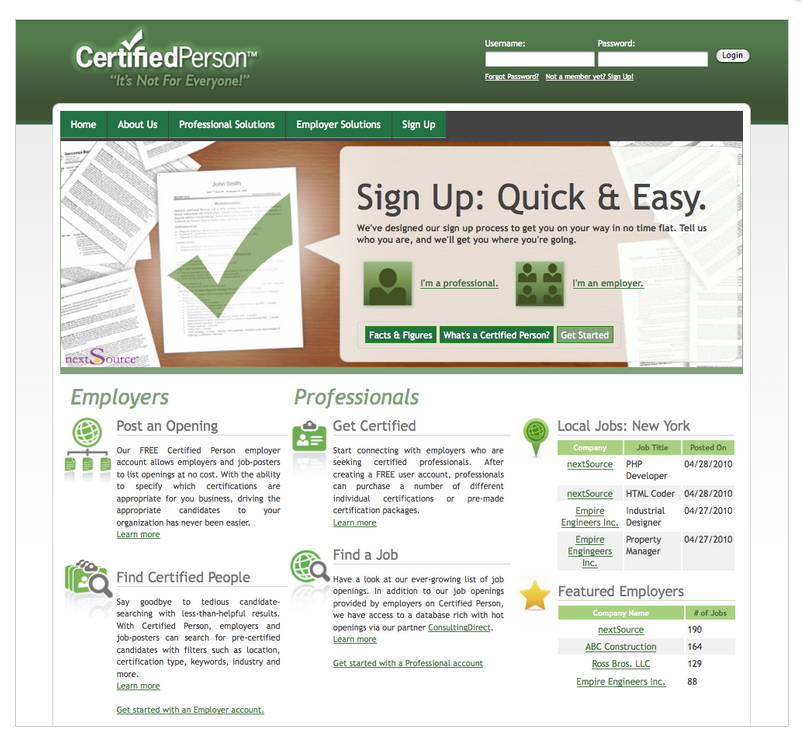 CertifiedPerson™
"It's Not For Everyone!"
Username:
Password:
Login
Forgot Password?
Not a member yet? Sign Up!
Home
About Us
Professional Solutions
Employer Solutions
Sign Up
John Smith
Sign Up: Quick & Easy.
We've designed our sign up process to get you on your way in no time flat. Tell us
who you are, and we'll get you where you're going.
I'm a professional.
I'm an employer.
Facts & Figures
What's a Certified Person?
Get Started
nextSource
Employers
Post an Opening
Our FREE Certified Person employer
account allows employers and job-posters
to list openings at no cost. With the ability
to specify which certifications are
appropriate for you business, driving the
appropriate candidates to your
organization has never been easier.
Learn more
Find Certified People
Say goodbye to tedious candidate-
searching with less-than-helpful results.
With Certified Person, employers and
job-posters can search for pre-certified
candidates with filters such as location,
certification type, keywords, industry and
more.
Learn more
Get started with an Employer account.
Professionals
Get Certified
Start connecting with employers who are
seeking certified professionals. After
creating a FREE user account, professionals
can purchase a number of different
individual certifications or pre-made
certification packages.
Learn more
Find a Job
Have a look at our ever-growing list of job
openings. In addition to our job openings
provided by employers on Certified Person,
we have access to a database rich with hot
openings via our partner ConsultingDirect.
Learn more
Get started with a Professional account
Local Jobs: New York
Company Job Title Posted On
nextSource PHP Developer 04/28/2010
nextSource HTML Coder 04/28/2010
Empire Engineers Inc. Industrial Designer 04/27/2010
Empire Engingeers Inc. Property Manager 04/27/2010
Featured Employers
Company Name # of Jobs
nextSource 190
ABC Construction 164
Ross Bros. LLC 129
Empire Engineers Inc. 88